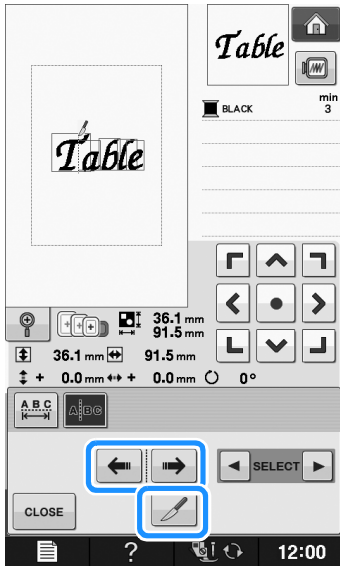 Table
Table
min
BLACK 3
36.1 mm
91.5 mm
36.1 mm 91.5 mm
+ 0.0 mm + 0.0 mm 0°
ABC ABC
SELECT
CLOSE
? 12:00